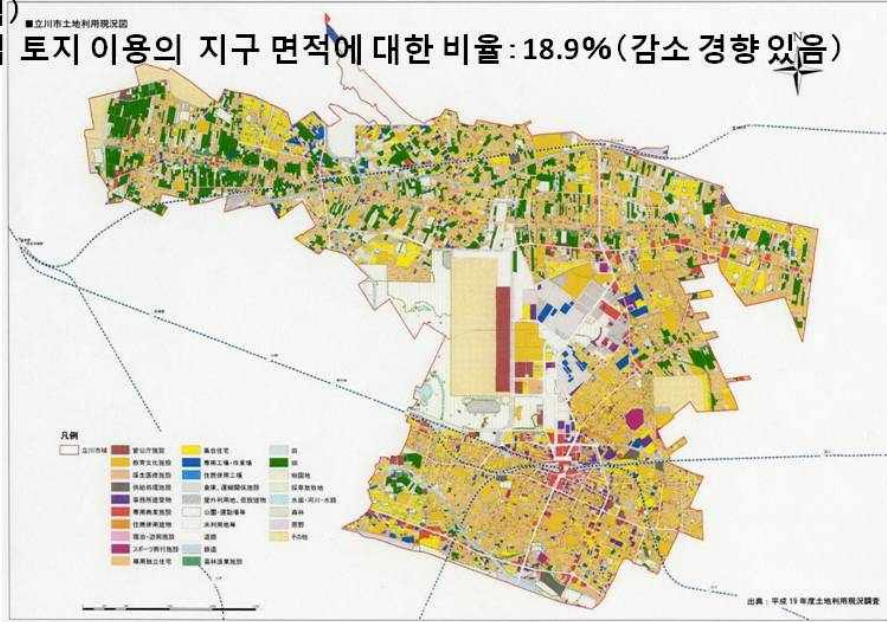 ■立川市土地利用現況図
토지 이용의 지구 면적에 대한 비율:18.9%(감소 경향 있음)
N
凡例
立川市域
官公庁施設
教育文化施設
厚生医療施設
供給処理施設
事務所建築物
専用商業施設
住商併用建物
宿泊・遊興施設
スポーツ興行施設
専用独立住宅
集合住宅
専用工場・作業場
住居併用工場
倉庫、運輸関係施設
屋外利用地、仮設建物
公園・運動場等
未利用地等
道路
鉄道
農林漁業施設
田
畑
樹園地
採草放牧地
水面・河川・水路
森林
原野
その他
出典:平成19年度土地利用現況調査